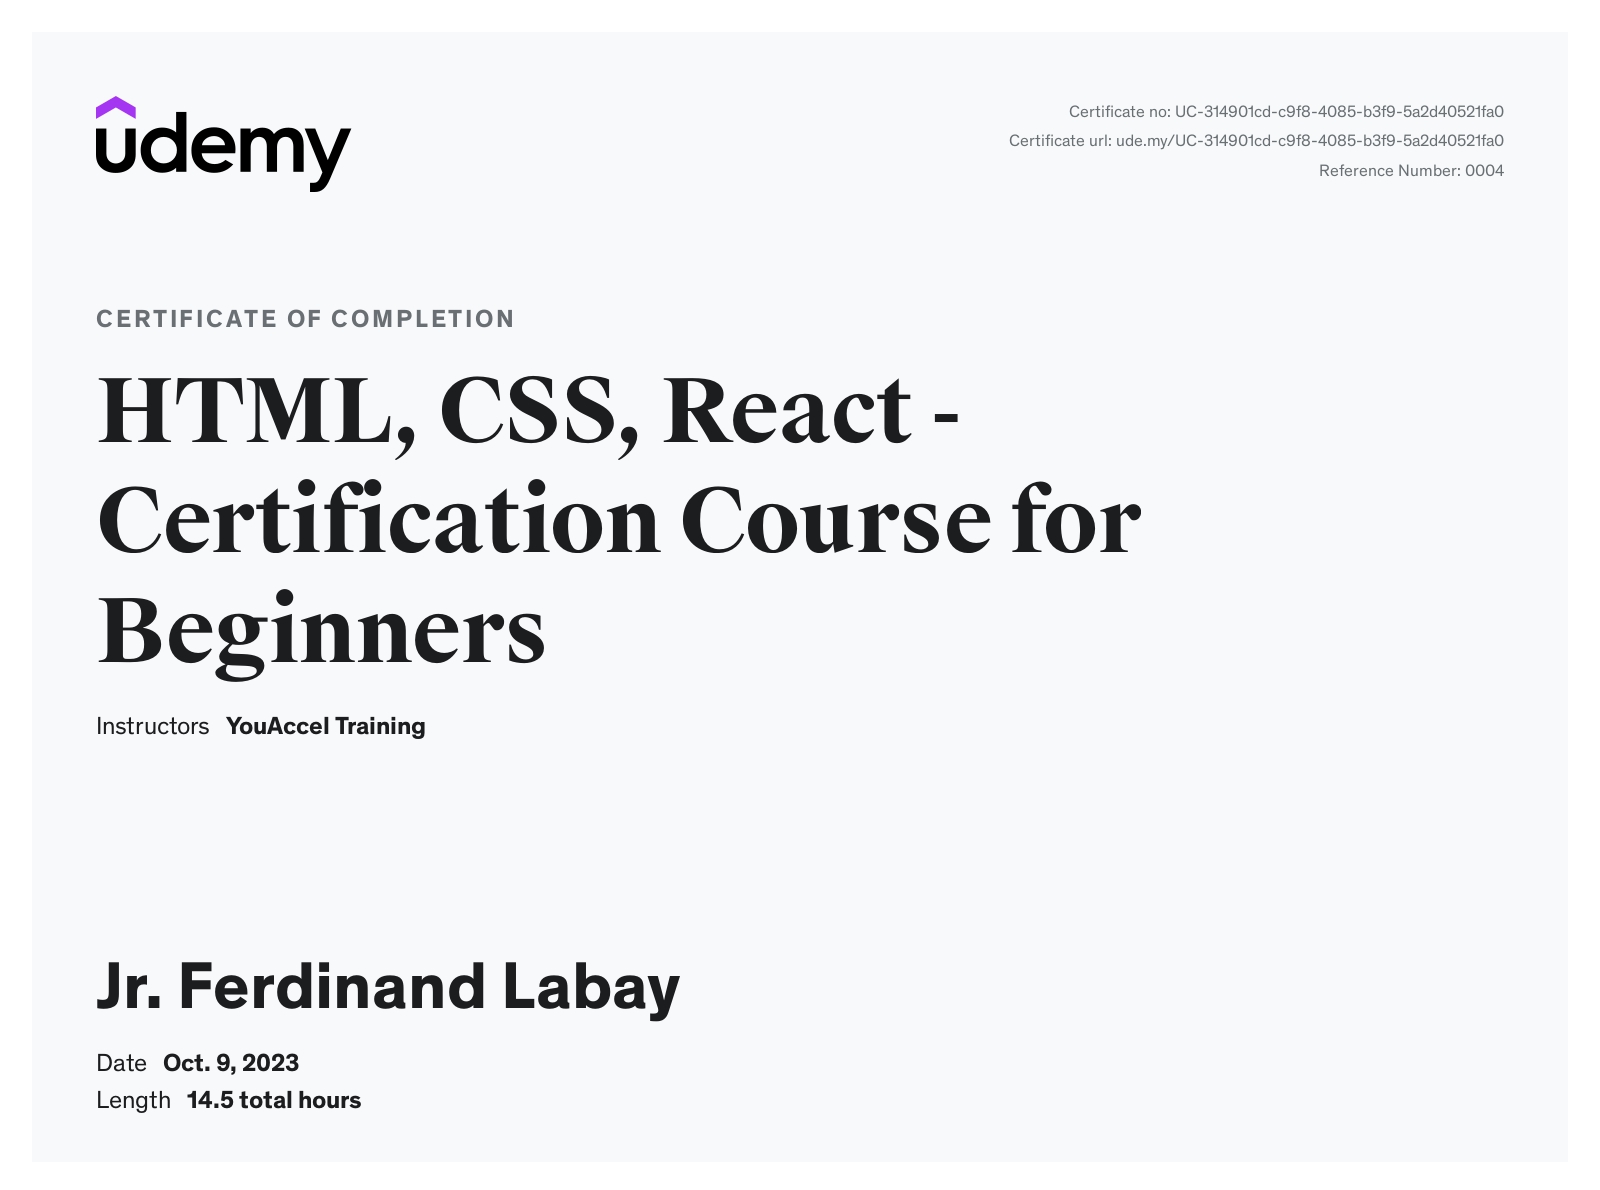 udemy
Certificate no: UC-314901cd-c9f8-4085-b3f9-5a2d40521fa0
Certificate url: ude.my/UC-314901cd-c9f8-4085-b3f9-5a2d40521fa0
Reference Number: 0004
CERTIFICATE OF COMPLETION
HTML, CSS, React -
Certification Course for
Beginners
Instructors YouAccel Training
Jr. Ferdinand Labay
Date Oct. 9, 2023
Length 14.5 total hours